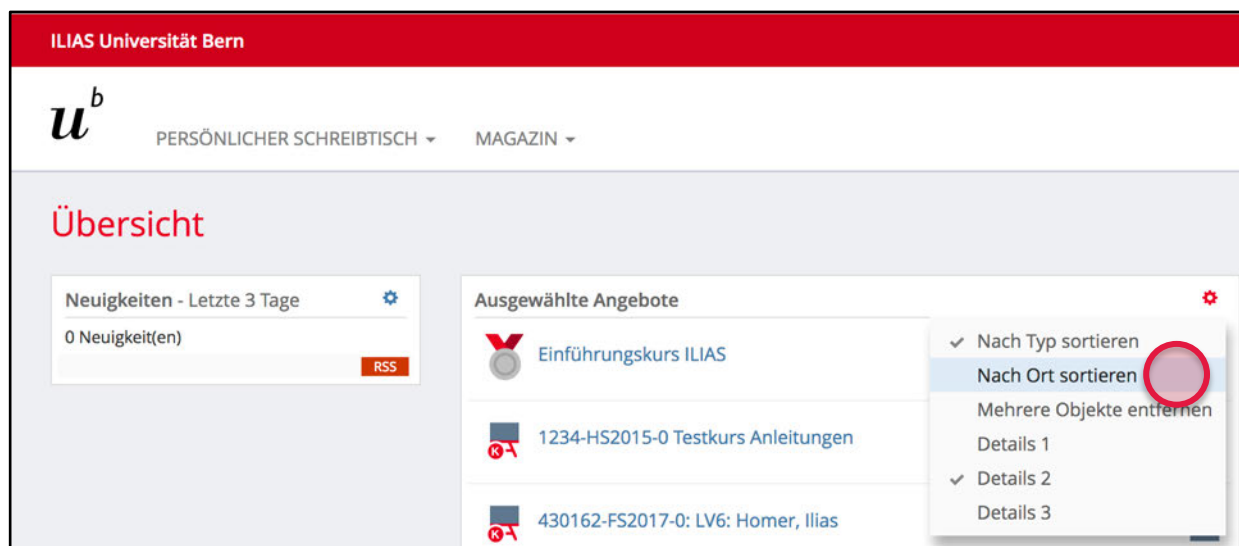 ILIAS Universität Bern
u b
PERSÖNLICHER SCHREIBTISCH
MAGAZIN
Übersicht
Neuigkeiten - Letzte 3 Tage
0 Neuigkeit(en)
RSS
Ausgewählte Angebote
Einführungskurs ILIAS
1234-HS2015-0 Testkurs Anleitungen
430162-FS2017-0: LV6: Homer, Ilias
Nach Typ sortieren
Nach Ort sortieren
Mehrere Objekte entfernen
Details 1
Details 2
Details 3
K
K